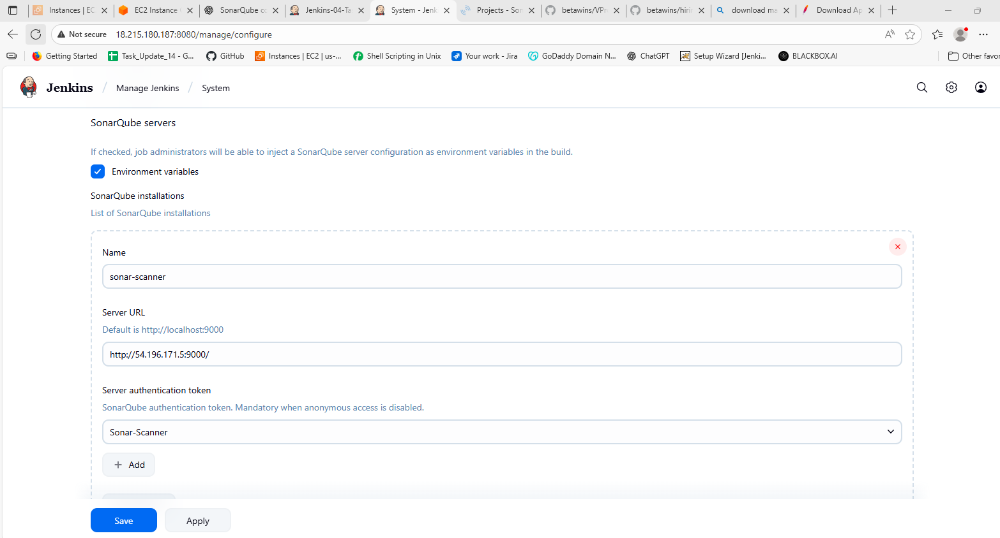 Instances | EC
EC2 Instance
SonarQube co
Jenkins-04-Ta
System - Jenk
Projects - Son
betawins/VPr
betawins/hiri
download ma
Download Ap
Not secure 18.215.180.187:8080/manage/configure
Getting Started
Task_Update_14 - G...
GitHub
Instances | EC2 | us-...
Shell Scripting in Unix
Your work - Jira
GoDaddy Domain N...
ChatGPT
Setup Wizard [Jenki...
BLACKBOX.AI
Other favor
Jenkins / Manage Jenkins / System
SonarQube servers
If checked, job administrators will be able to inject a SonarQube server configuration as environment variables in the build.
Environment variables
SonarQube installations
List of SonarQube installations
Name
sonar-scanner
Server URL
Default is http://localhost:9000
http://54.196.171.5:9000/
Server authentication token
SonarQube authentication token. Mandatory when anonymous access is disabled.
Sonar-Scanner
+ Add
Save
Apply